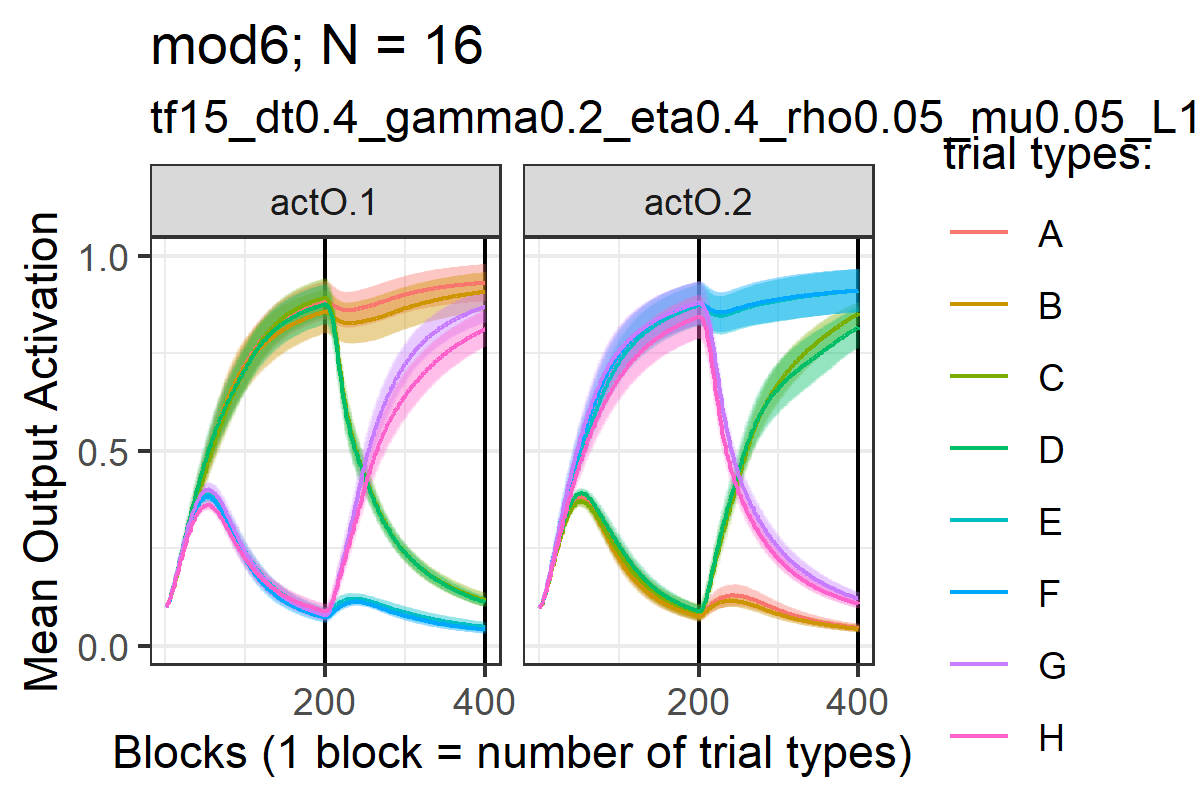 mod6; N = 16
tf15_dt0.4_gamma0.2_eta0.4_rho0.05_mu0.05_L1
trial types:
actO.1
actO.2
A
B
C
D
E
F
G
H
Mean Output Activation
1.0
0.5
0.0
200
400
200
400
Blocks (1 block = number of trial types)